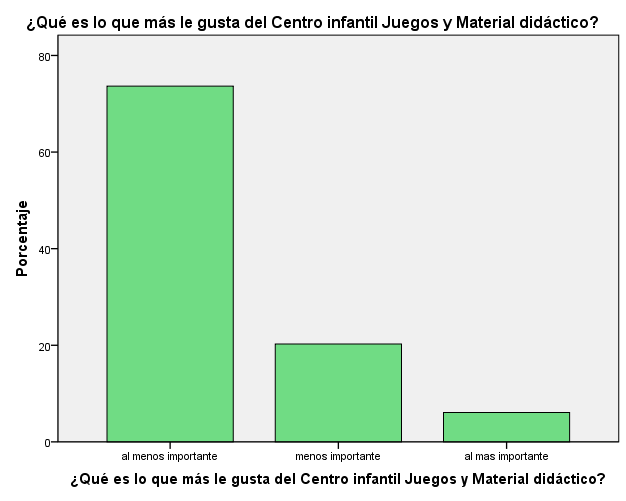 ¿Qué es lo que más le gusta del Centro infantil Juegos y Material didáctico?
80
60
40
20
0
Porcentaje
al menos importante
menos importante
al mas importante
¿Qué es lo que más le gusta del Centro infantil Juegos y Material didáctico?